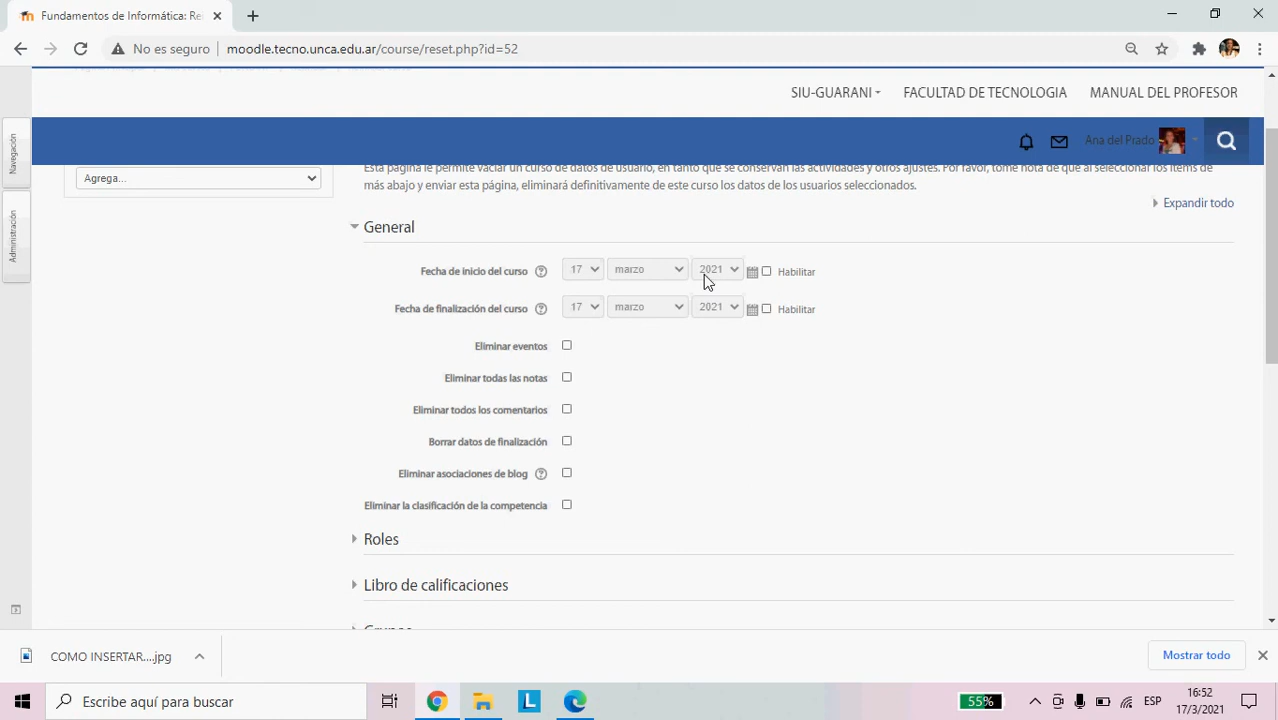 Fundamentos de Informática: Re
No es seguro
moodle.tecno.unca.edu.ar/course/reset.php?id=52
SIU-GUARANI
FACULTAD DE TECNOLOGIA
MANUAL DEL PROFESOR
Ana del Prado
Navegación
Administración
Agrega...
Esta página le permite vaciar un curso de datos de usuario, en tanto que se conservan las actividades y otros ajustes. Por favor, tome nota de que al seleccionar los ítems de
más abajo y enviar esta página, eliminará definitivamente de este curso los datos de los usuarios seleccionados.
Expandir todo
General
Fecha de inicio del curso 17 marzo 2021 Habilitar
Fecha de finalización del curso 17 marzo 2021 Habilitar
Eliminar eventos
Eliminar todas las notas
Eliminar todos los comentarios
Borrar datos de finalización
Eliminar asociaciones de blog
Eliminar la clasificación de la competencia
Roles
Libro de calificaciones
Grupos
COMO INSERTAR....jpg
Mostrar todo
Escribe aquí para buscar
55%
ESP
16:52
17/3/2021